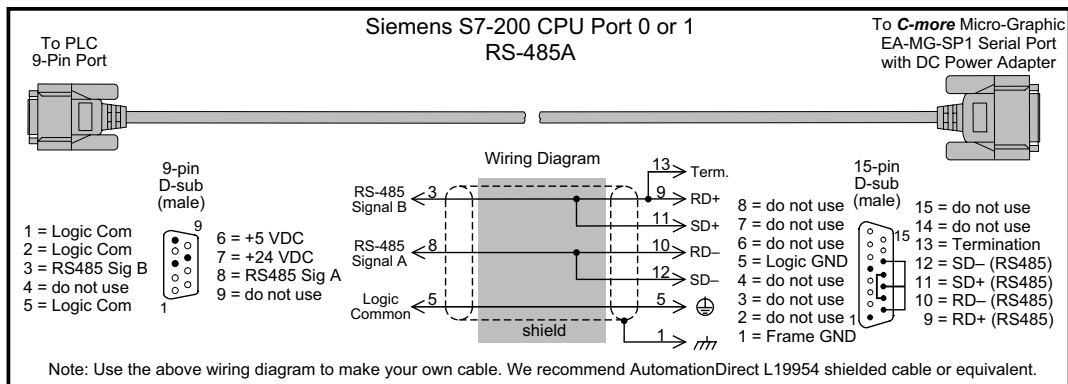 Siemens S7-200 CPU Port 0 or 1
RS-485A
To PLC
9-Pin Port
To C-more Micro-Graphic
EA-MG-SP1 Serial Port
with DC Power Adapter
9-pin
D-sub
(male)
9
1
1 = Logic Com
2 = Logic Com
3 = RS485 Sig B
4 = do not use
5 = Logic Com
6 = +5 VDC
7 = +24 VDC
8 = RS485 Sig A
9 = do not use
Wiring Diagram
RS-485
Signal B
3
RS-485
Signal A
8
Logic
Common
5
shield
13 Term.
9 RD+
11 SD+
10 RD–
12 SD–
5
1
15-pin
D-sub
(male)
15
1
8 = do not use
7 = do not use
6 = do not use
5 = Logic GND
4 = do not use
3 = do not use
2 = do not use
1 = Frame GND
15 = do not use
14 = do not use
13 = Termination
12 = SD– (RS485)
11 = SD+ (RS485)
10 = RD– (RS485)
9 = RD+ (RS485)
Note: Use the above wiring diagram to make your own cable. We recommend AutomationDirect L19954 shielded cable or equivalent.